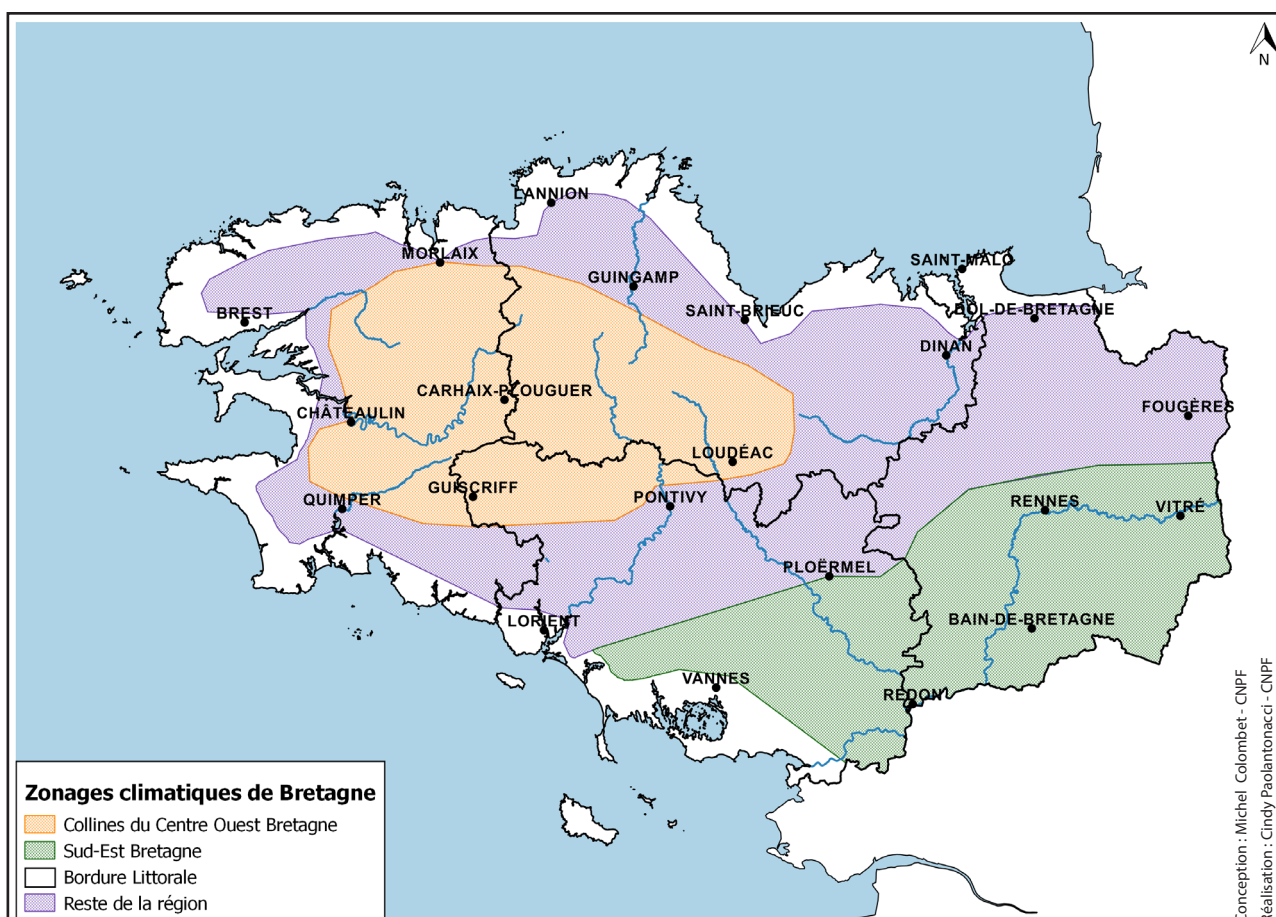 N
LANNION
MORLAIX
SAINT-MALO
GUINGAMP
BREST
SAINT-BRIEUC
DOL-DE-BRETAGNE
DINAN
CARHAIX-PLOUGUER
CHÂTEAULIN
FOUGÈRES
LOUDÉAC
GUISCRIFF
QUIMPER
PONTIVY
RENNES
VITRÉ
PLOËRMEL
LORIENT
BAIN-DE-BRETAGNE
VANNES
REDON
Zonages climatiques de Bretagne
Collines du Centre Ouest Bretagne
Sud-Est Bretagne
Bordure Littorale
Reste de la région
Conception : Michel Colombet - CNPF
Réalisation : Cindy Paolantonacci - CNPF